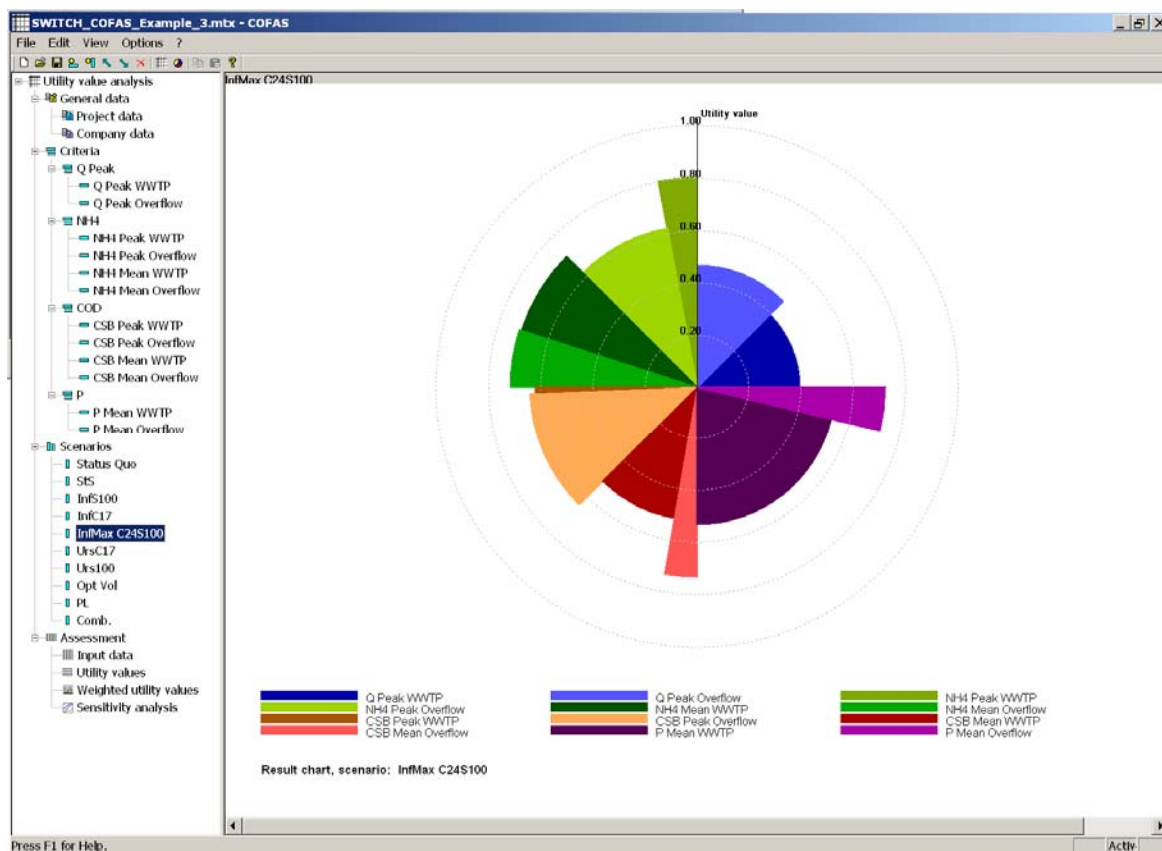 SWITCH_COFAS_Example_3.mtx - COFAS
File Edit View Options ?
Utility value analysis
General data
Project data
Company data
Criteria
Q Peak
Q Peak WWTP
Q Peak Overflow
NH4
NH4 Peak WWTP
NH4 Peak Overflow
NH4 Mean WWTP
NH4 Mean Overflow
COD
CSB Peak WWTP
CSB Peak Overflow
CSB Mean WWTP
CSB Mean Overflow
P
P Mean WWTP
P Mean Overflow
Scenarios
Status Quo
StS
InfS100
InfC17
InfMax C24S100
UrsC17
Urs100
Opt Vol
PL
Comb.
Assessment
Input data
Utility values
Weighted utility values
Sensitivity analysis
InfMax C24S100
Utility value
1.00
0.80
0.60
0.40
0.20
Q Peak WWTP Q Peak Overflow NH4 Peak WWTP
NH4 Peak Overflow NH4 Mean WWTP NH4 Mean Overflow
CSB Peak WWTP CSB Peak Overflow CSB Mean WWTP
CSB Mean Overflow P Mean WWTP P Mean Overflow
Result chart, scenario: InfMax C24S100
Press F1 for Help.
Activ